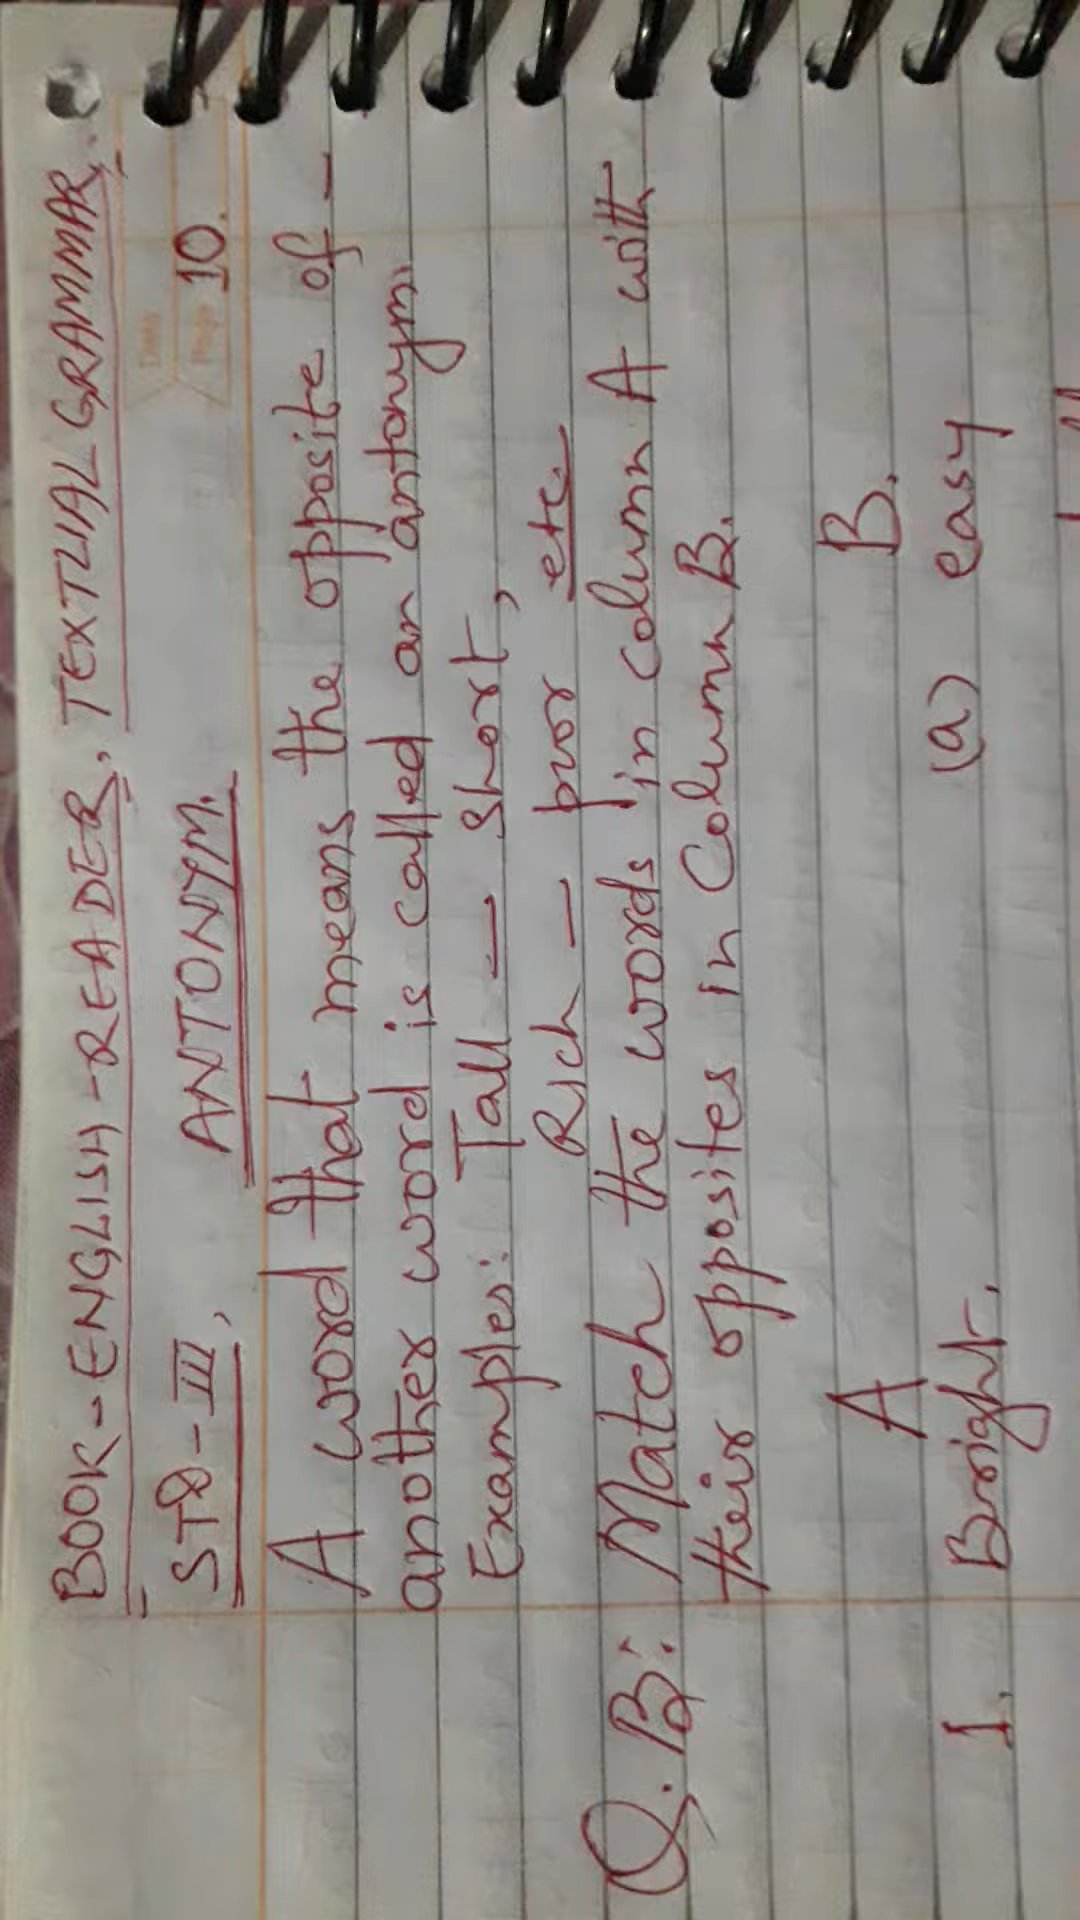 BOOK-ENGLISH-READER, TEXTUAL GRAMMAR.
Date
Page 10.
STD-III, ANTONYM.
A word that means the opposite of -
another word is called an antonym.
Examples: Tall - Short,
Rich - poor etc.
Q.B: Match the words in column A with
their opposites in Column B.
A B.
1. Bright. (a) easy